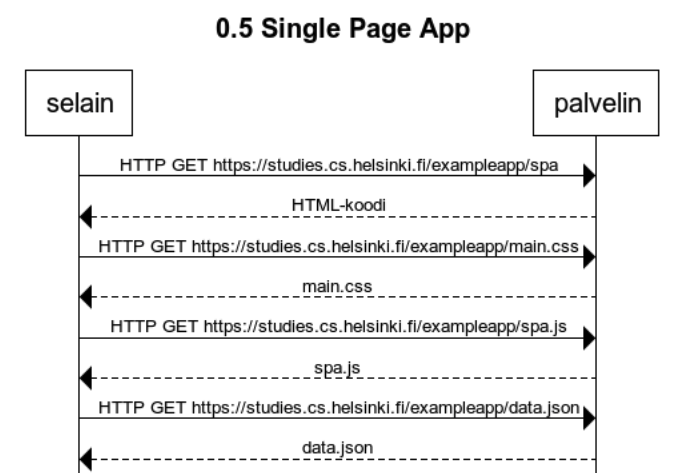 0.5 Single Page App
selain
palvelin
HTTP GET https://studies.cs.helsinki.fi/exampleapp/spa
HTML-koodi
HTTP GET https://studies.cs.helsinki.fi/exampleapp/main.css
main.css
HTTP GET https://studies.cs.helsinki.fi/exampleapp/spa.js
spa.js
HTTP GET https://studies.cs.helsinki.fi/exampleapp/data.json
data.json